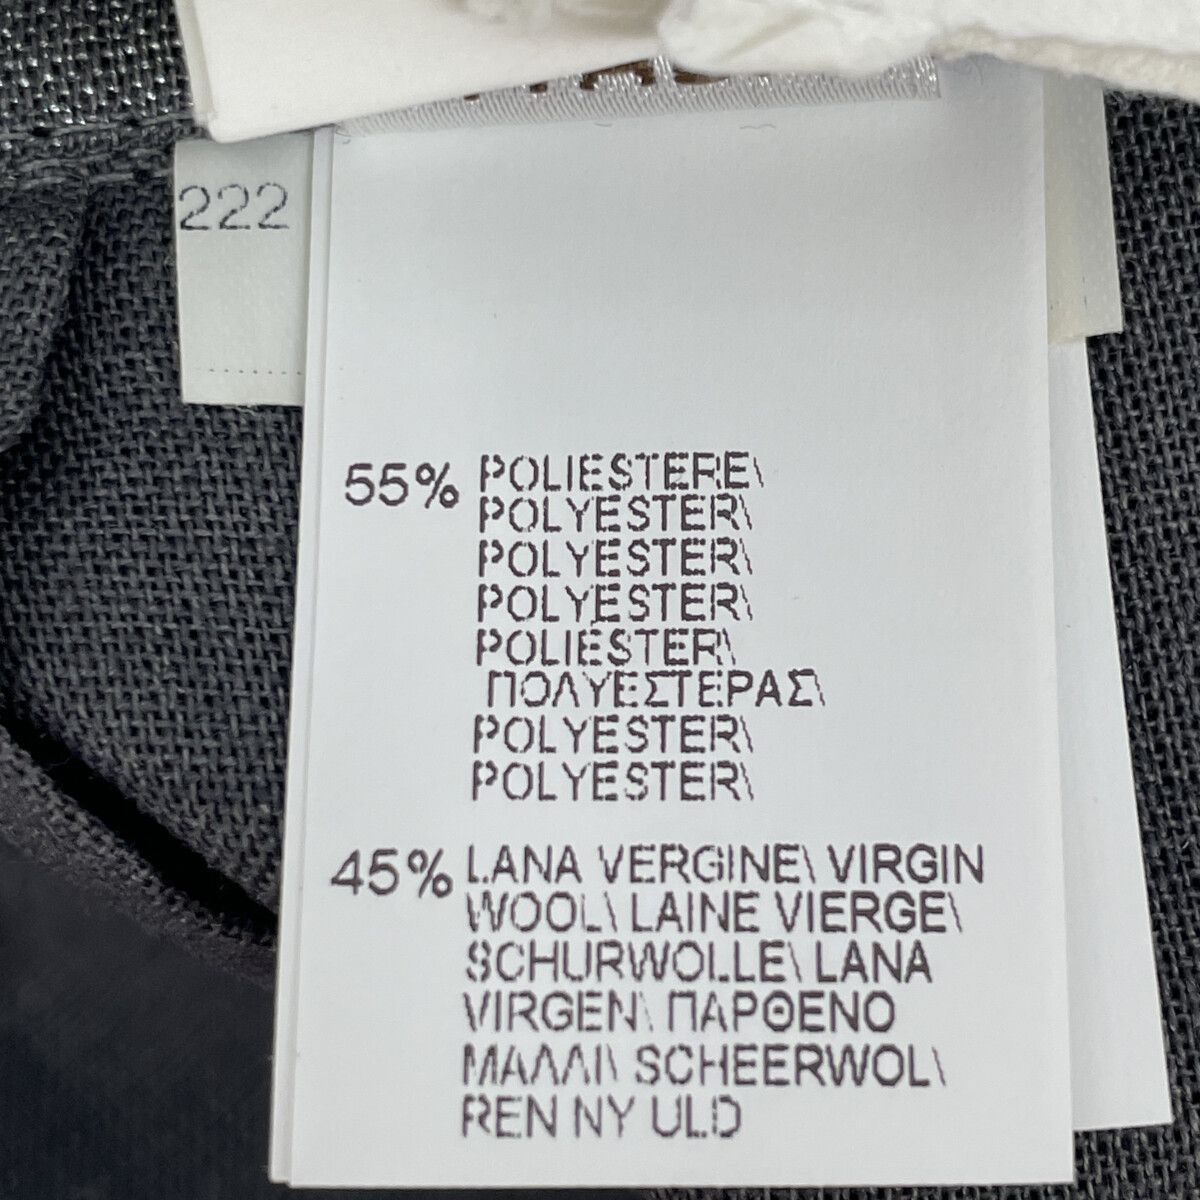 222
55% POLIESTERE\
POLYESTER\
POLYESTER\
POLYESTER\
POLIÉSTER\
ΠΟΛΥΕΣΤΕΡΑΣ\
POLYESTER\
POLYESTER\
45% LANA VERGINE\ VIRGIN
WOOL\ LAINE VIERGE\
SCHURWOLLE\ LANA
VIRGEN\ ΠΑΡΘΕΝΟ
ΜΑΛΛΙ\ SCHEERWOL\
REN NY ULD